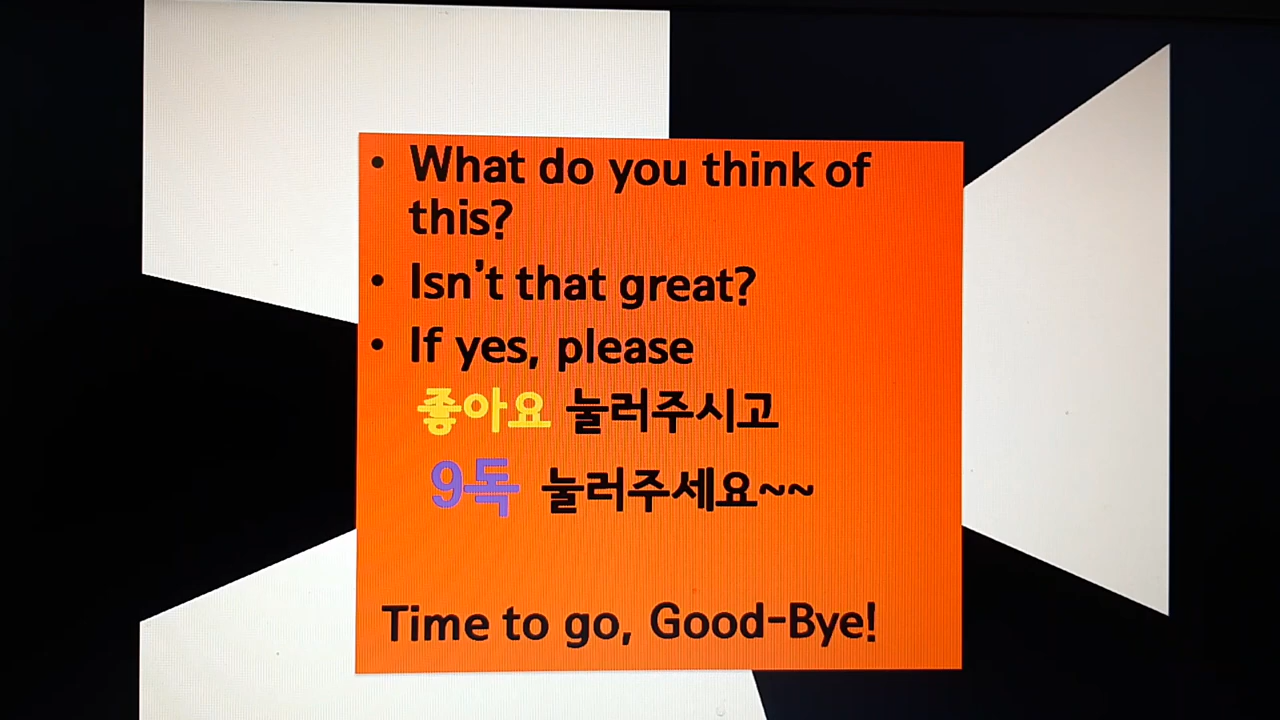 • What do you think of
this?
• Isn't that great?
• If yes, please
좋아요 눌러주시고
9독 눌러주세요~~
Time to go, Good-Bye!